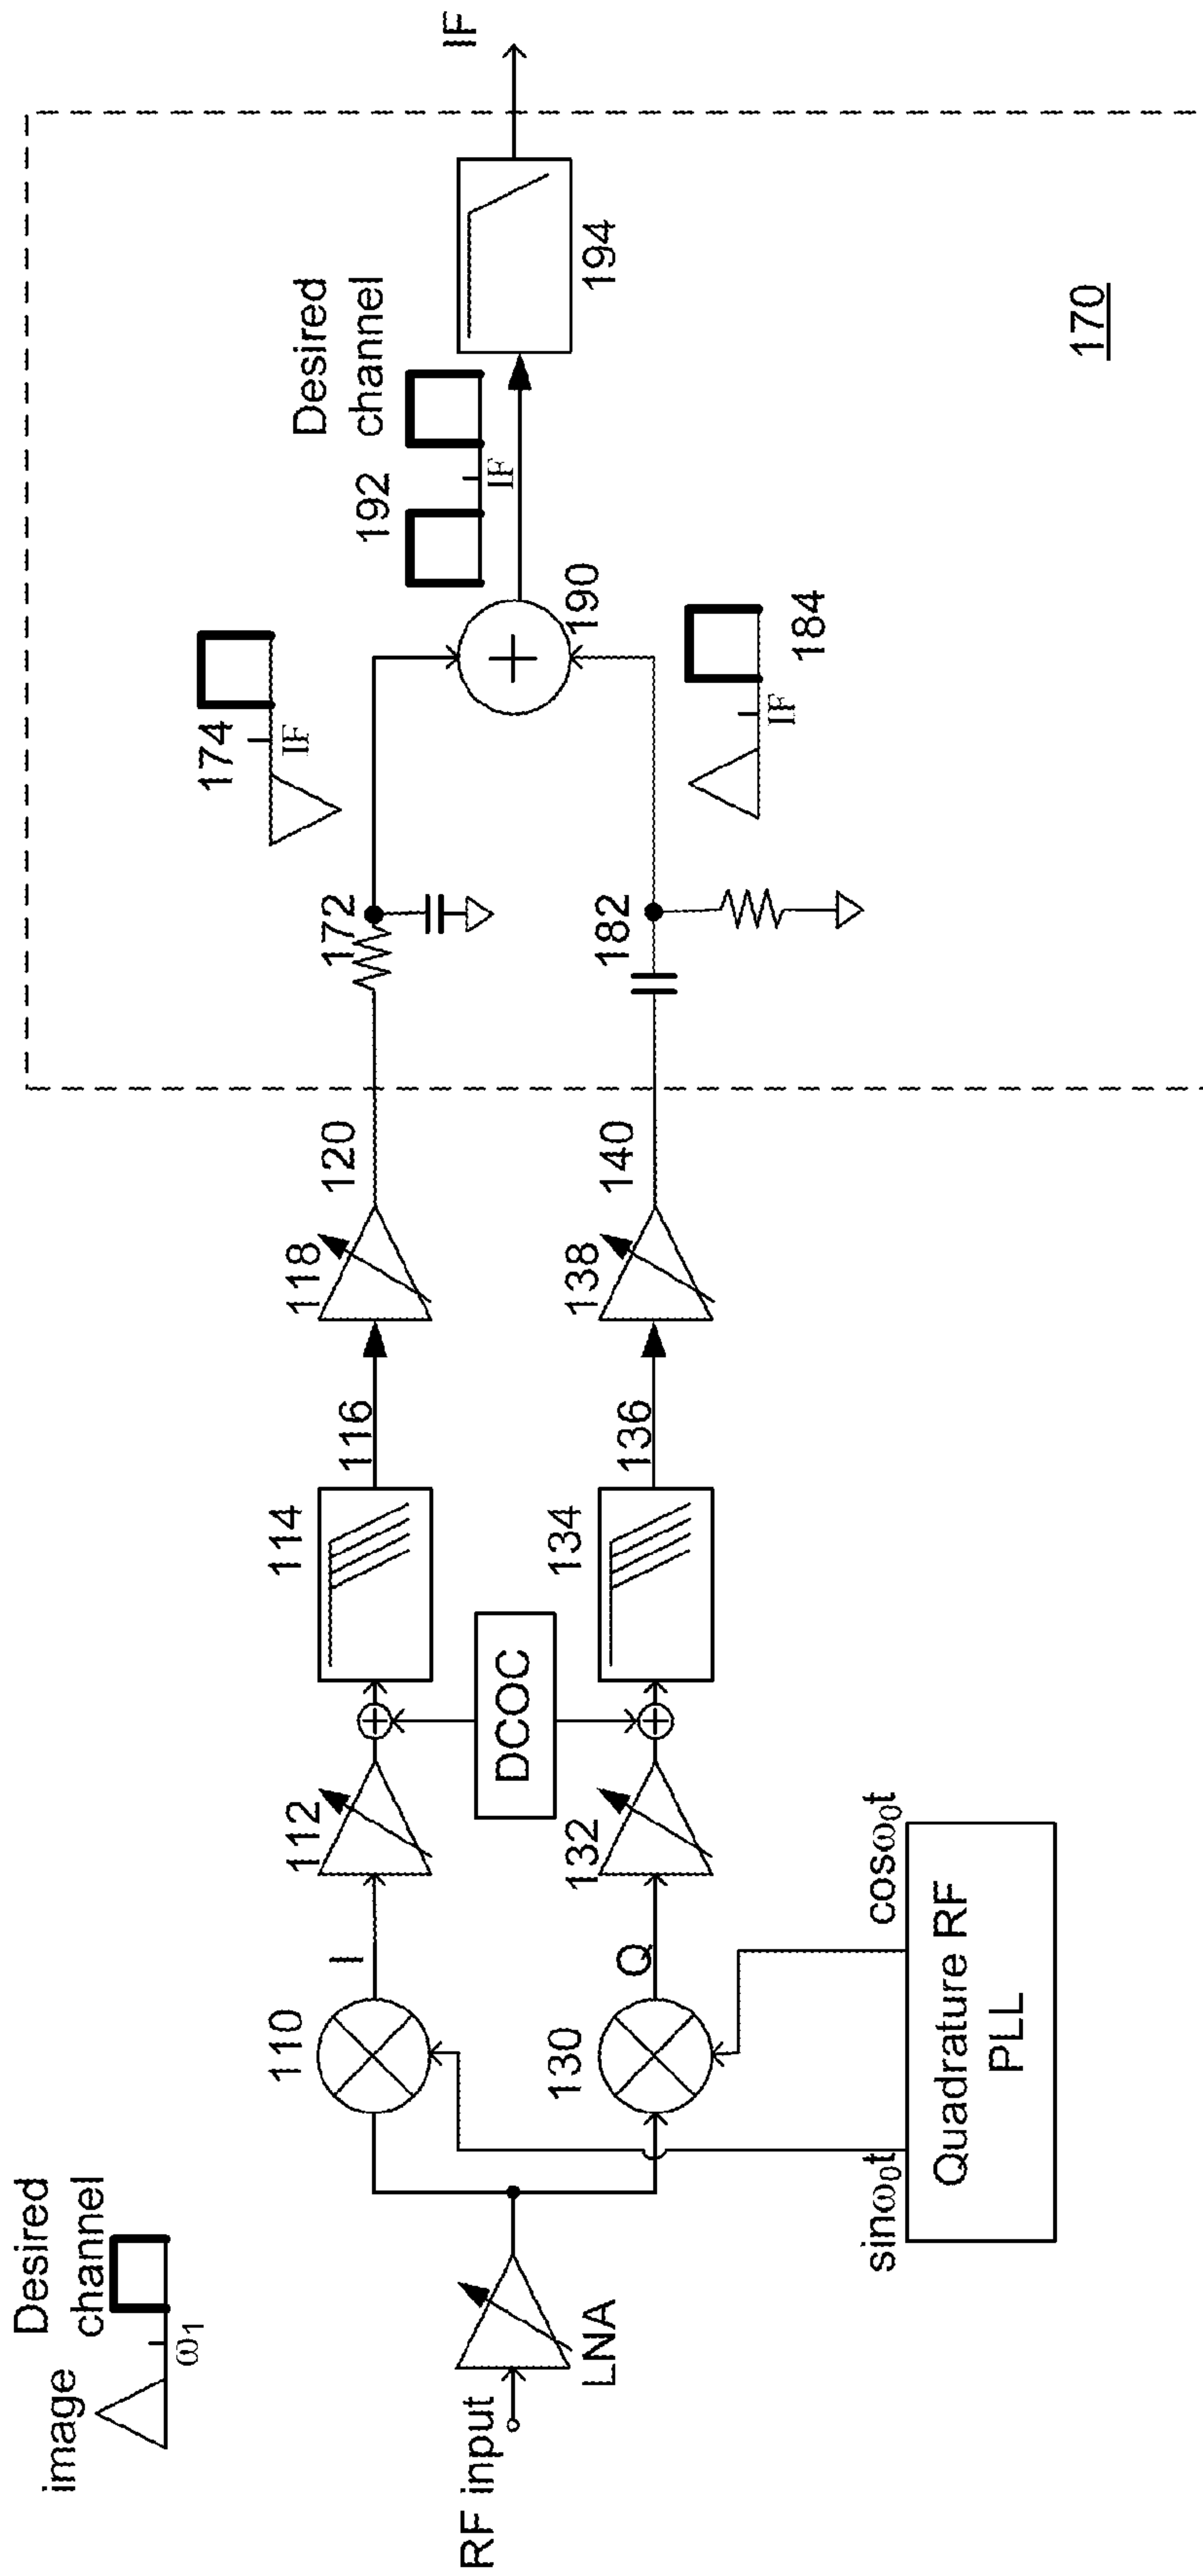 image
Desired
channel
ω1
RF input
LNA
110
I
112
114
116
118
120
130
Q
132
134
136
138
140
DCOC
sinω0t
cosω0t
Quadrature RF
PLL
172
174
IF
182
184
IF
190
192
IF
Desired
channel
194
IF
170